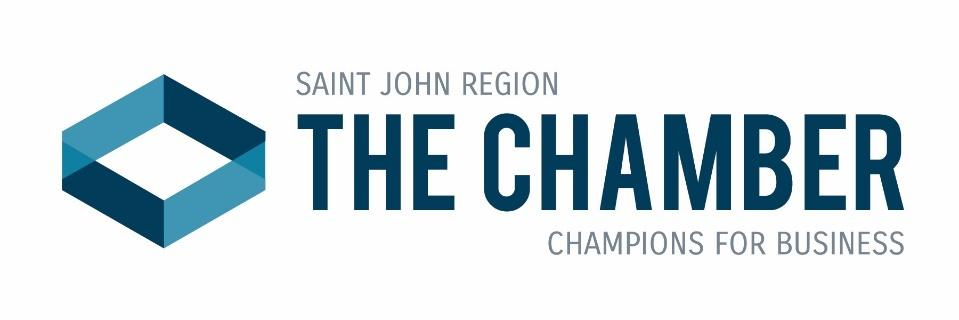 SAINT JOHN REGION
THE CHAMBER
CHAMPIONS FOR BUSINESS